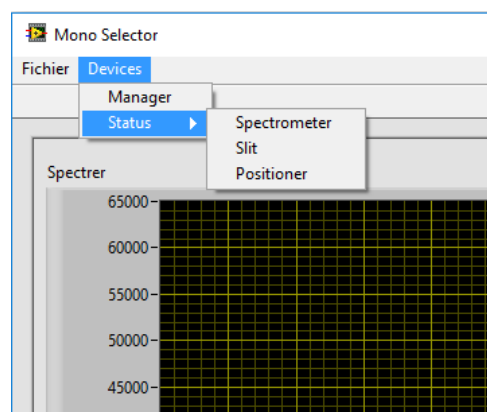 Mono Selector
Fichier Devices
Manager
Status Spectrometer
Slit
Positioner
Spectrer
65000
60000
55000
50000
45000